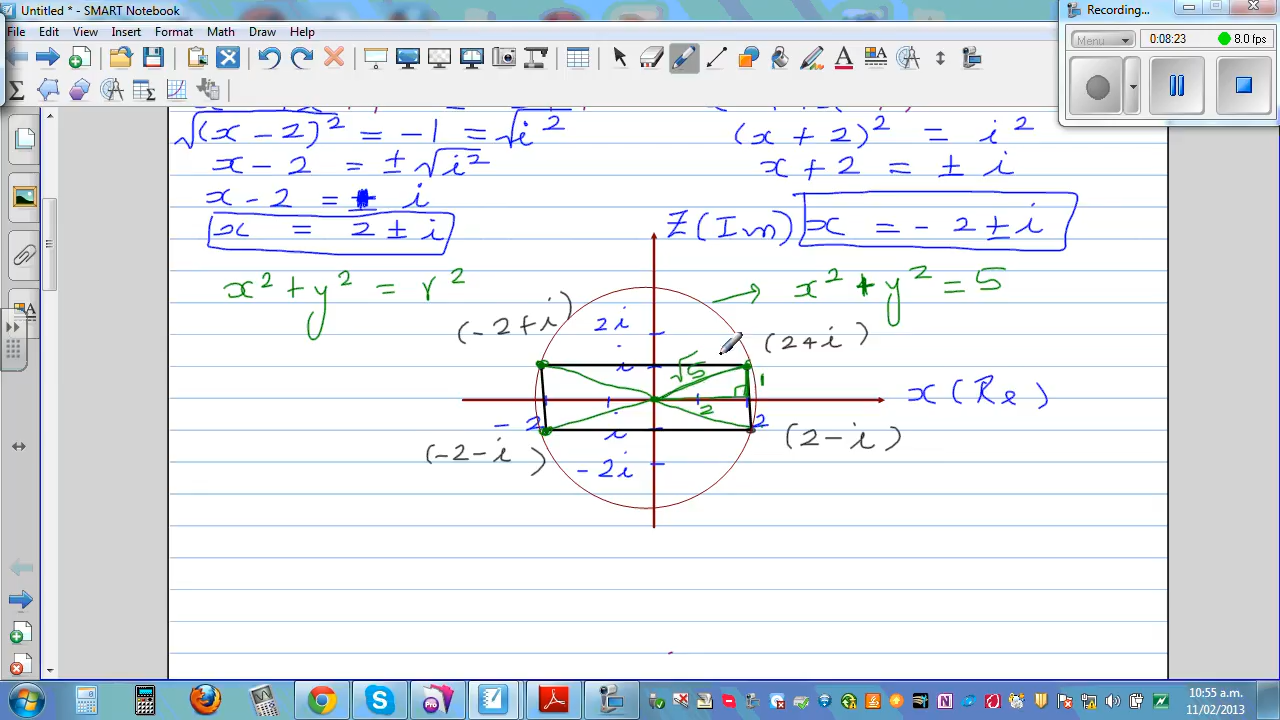 Untitled * - SMART Notebook
File Edit View Insert Format Math Draw Help
Recording...
Menu
0:08:23
8.0 fps
√(x - 2)² = -1 = √i²
(x + 2)² = i²
x - 2 = ± √i²
x + 2 = ± i
x - 2 = ± i
x = 2 ± i
Z (Im)
x = - 2 ± i
x² + y² = r²
x² + y² = 5
(-2+i)
2i
(2+i)
i
√5
1
2
x (Re)
- 2
2
i
(-2-i)
(2-i)
- 2i
10:55 a.m.
11/02/2013